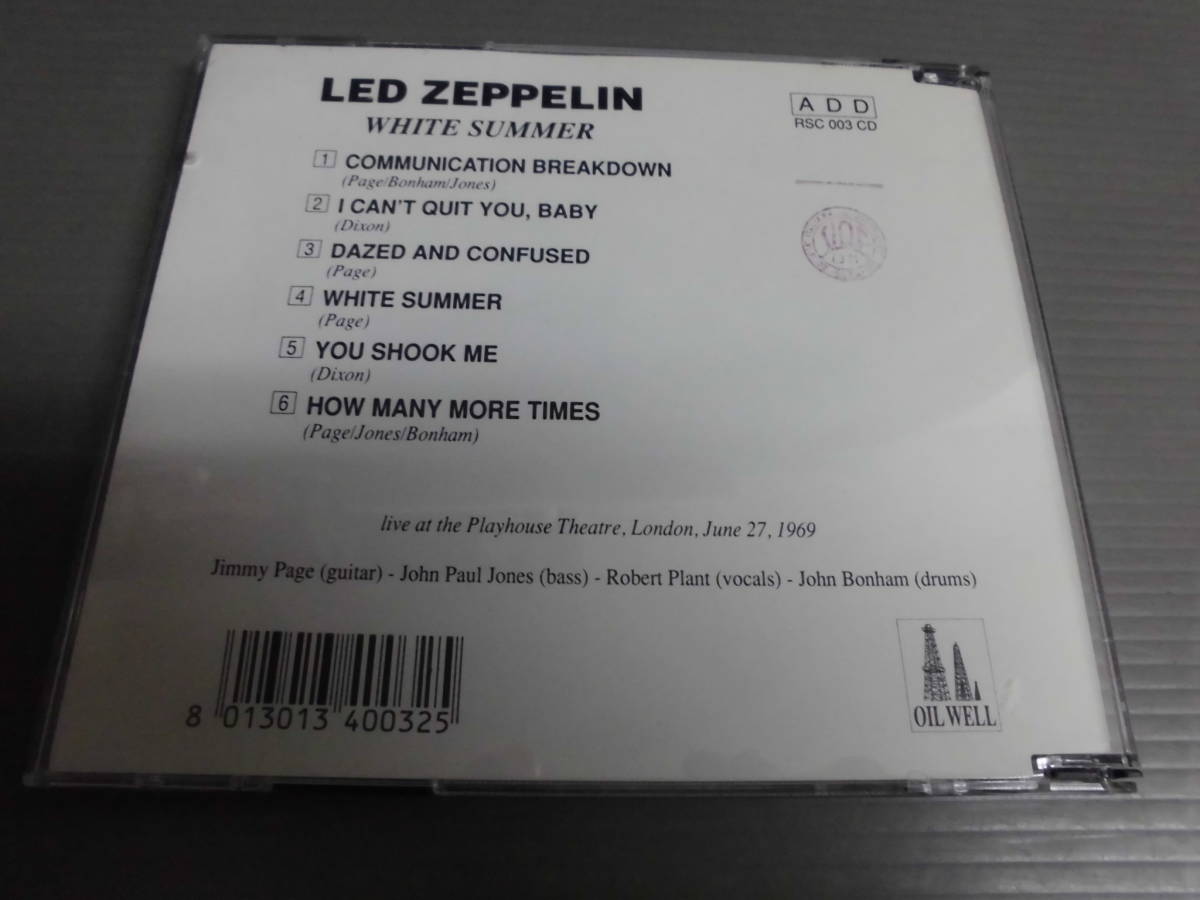 LED ZEPPELIN
WHITE SUMMER
1 COMMUNICATION BREAKDOWN
(Page/Bonham/Jones)
2 I CAN'T QUIT YOU, BABY
(Dixon)
3 DAZED AND CONFUSED
(Page)
4 WHITE SUMMER
(Page)
5 YOU SHOOK ME
(Dixon)
6 HOW MANY MORE TIMES
(Page/Jones/Bonham)
A D D
RSC 003 CD
live at the Playhouse Theatre, London, June 27, 1969
Jimmy Page (guitar) - John Paul Jones (bass) - Robert Plant (vocals) - John Bonham (drums)
8 013013 400325
OIL WELL